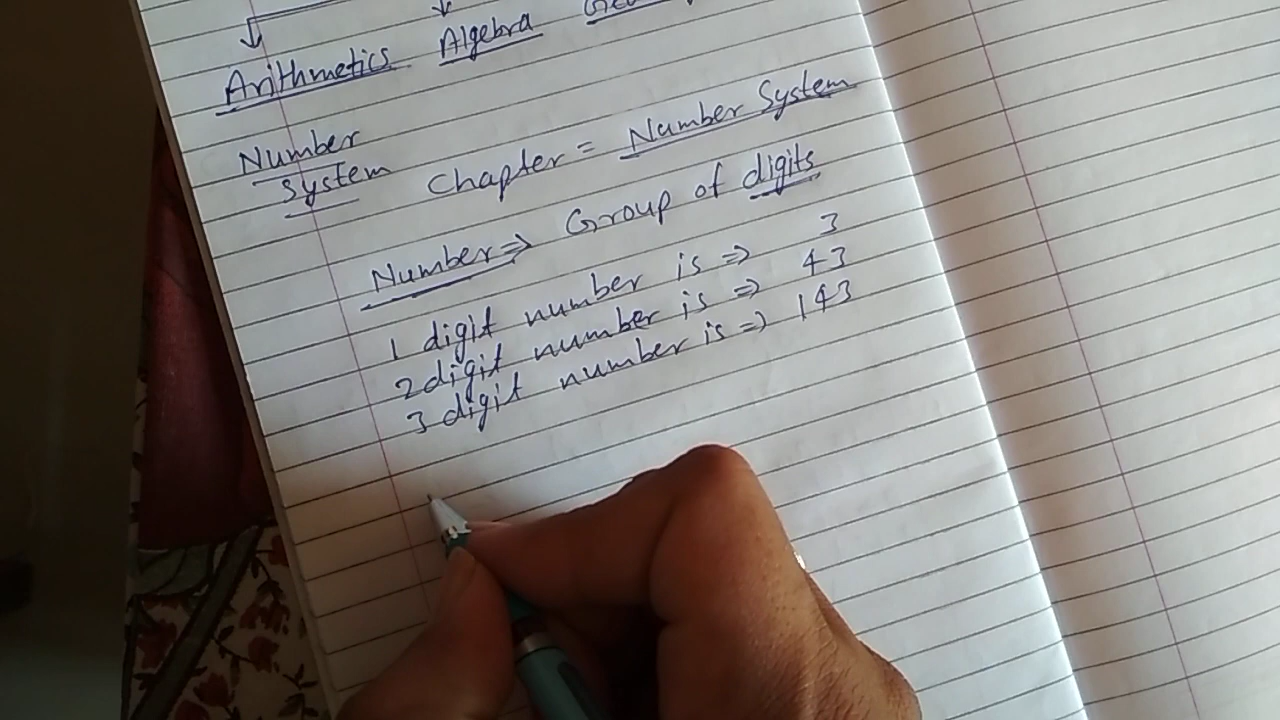 Arithmetics Algebra
Number
system
Chapter = Number System
Number ⇒ Group of digits
1 digit number is ⇒ 3
2 digit number is ⇒ 43
3 digit number is ⇒ 143